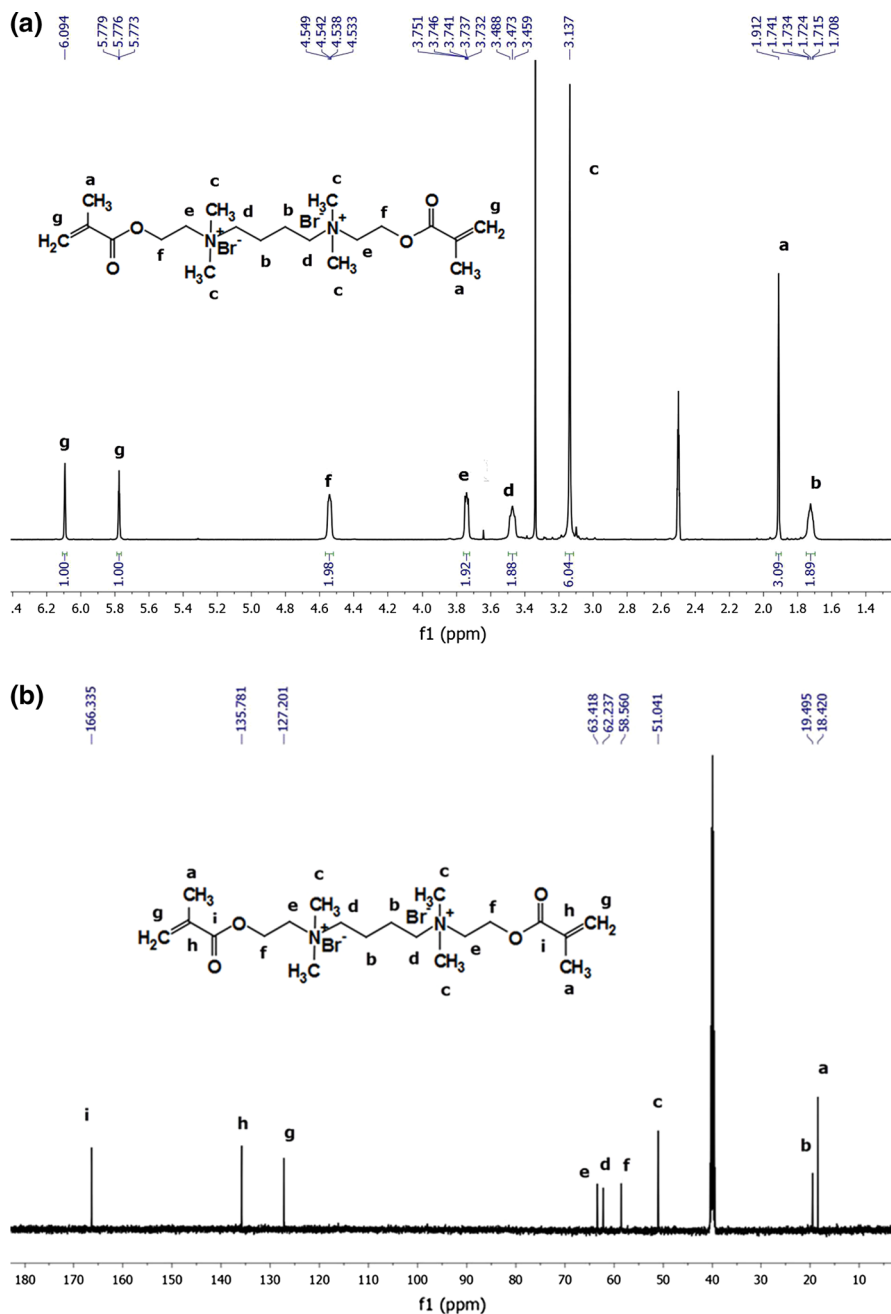 (a)
6.094
5.779
5.776
5.773
4.549
4.542
4.538
4.533
3.751
3.746
3.741
3.737
3.732
3.488
3.473
3.459
3.137
1.912
1.741
1.734
1.724
1.715
1.708
a
CH3
g
H2C
O
O
f
e
c
CH3
N+
Br-
H3C
c
d
b
b
d
c
CH3
Br-
N+
CH3
c
f
e
O
O
g
CH2
H3C
a
c
a
g
g
f
e
d
b
1.00
1.00
1.98
1.92
1.88
6.04
3.09
1.89
.4 6.2 6.0 5.8 5.6 5.4 5.2 5.0 4.8 4.6 4.4 4.2 4.0 3.8 3.6 3.4 3.2 3.0 2.8 2.6 2.4 2.2 2.0 1.8 1.6 1.4
f1 (ppm)
(b)
166.335
135.781
127.201
63.418
62.237
58.560
51.041
19.495
18.420
a
CH3
g
H2C
h
i
O
O
f
e
c
CH3
N+
Br-
H3C
d
b
b
d
c
CH3
Br-
N+
CH3
c
f
e
O
O
i
h
g
CH2
H3C
a
i
h
g
e
d
f
c
b
a
180 170 160 150 140 130 120 110 100 90 80 70 60 50 40 30 20 10
f1 (ppm)